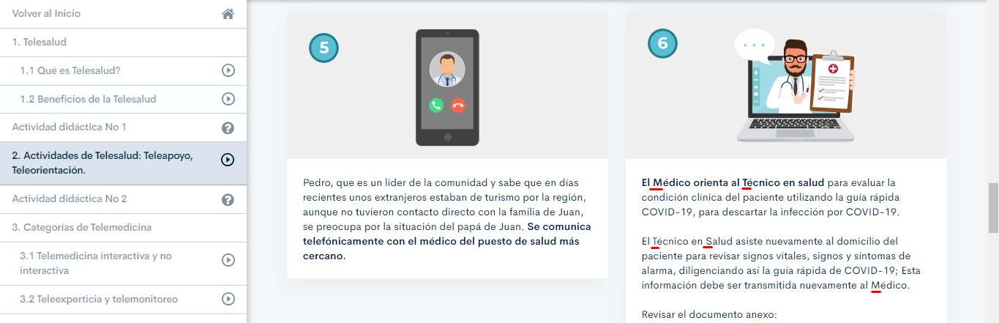 Volver al Inicio
1. Telesalud
1.1 Qué es Telesalud?
1.2 Beneficios de la Telesalud
Actividad didáctica No 1
2. Actividades de Telesalud: Teleapoyo,
Teleorientación.
Actividad didáctica No 2
3. Categorías de Telemedicina
3.1 Telemedicina interactiva y no
interactiva
3.2 Teleexperticia y telemonitoreo
5
Pedro, que es un líder de la comunidad y sabe que en días
recientes unos extranjeros estaban de turismo por la región,
aunque no tuvieron contacto directo con la familia de Juan,
se preocupa por la situación del papá de Juan. Se comunica
telefónicamente con el médico del puesto de salud más
cercano.
6
El Médico orienta al Técnico en salud para evaluar la
condición clínica del paciente utilizando la guía rápida
COVID-19, para descartar la infección por COVID-19.
El Técnico en Salud asiste nuevamente al domicilio del
paciente para revisar signos vitales, signos y síntomas de
alarma, diligenciando así la guía rápida de COVID-19; Esta
información debe ser transmitida nuevamente al Médico.
Revisar el documento anexo: